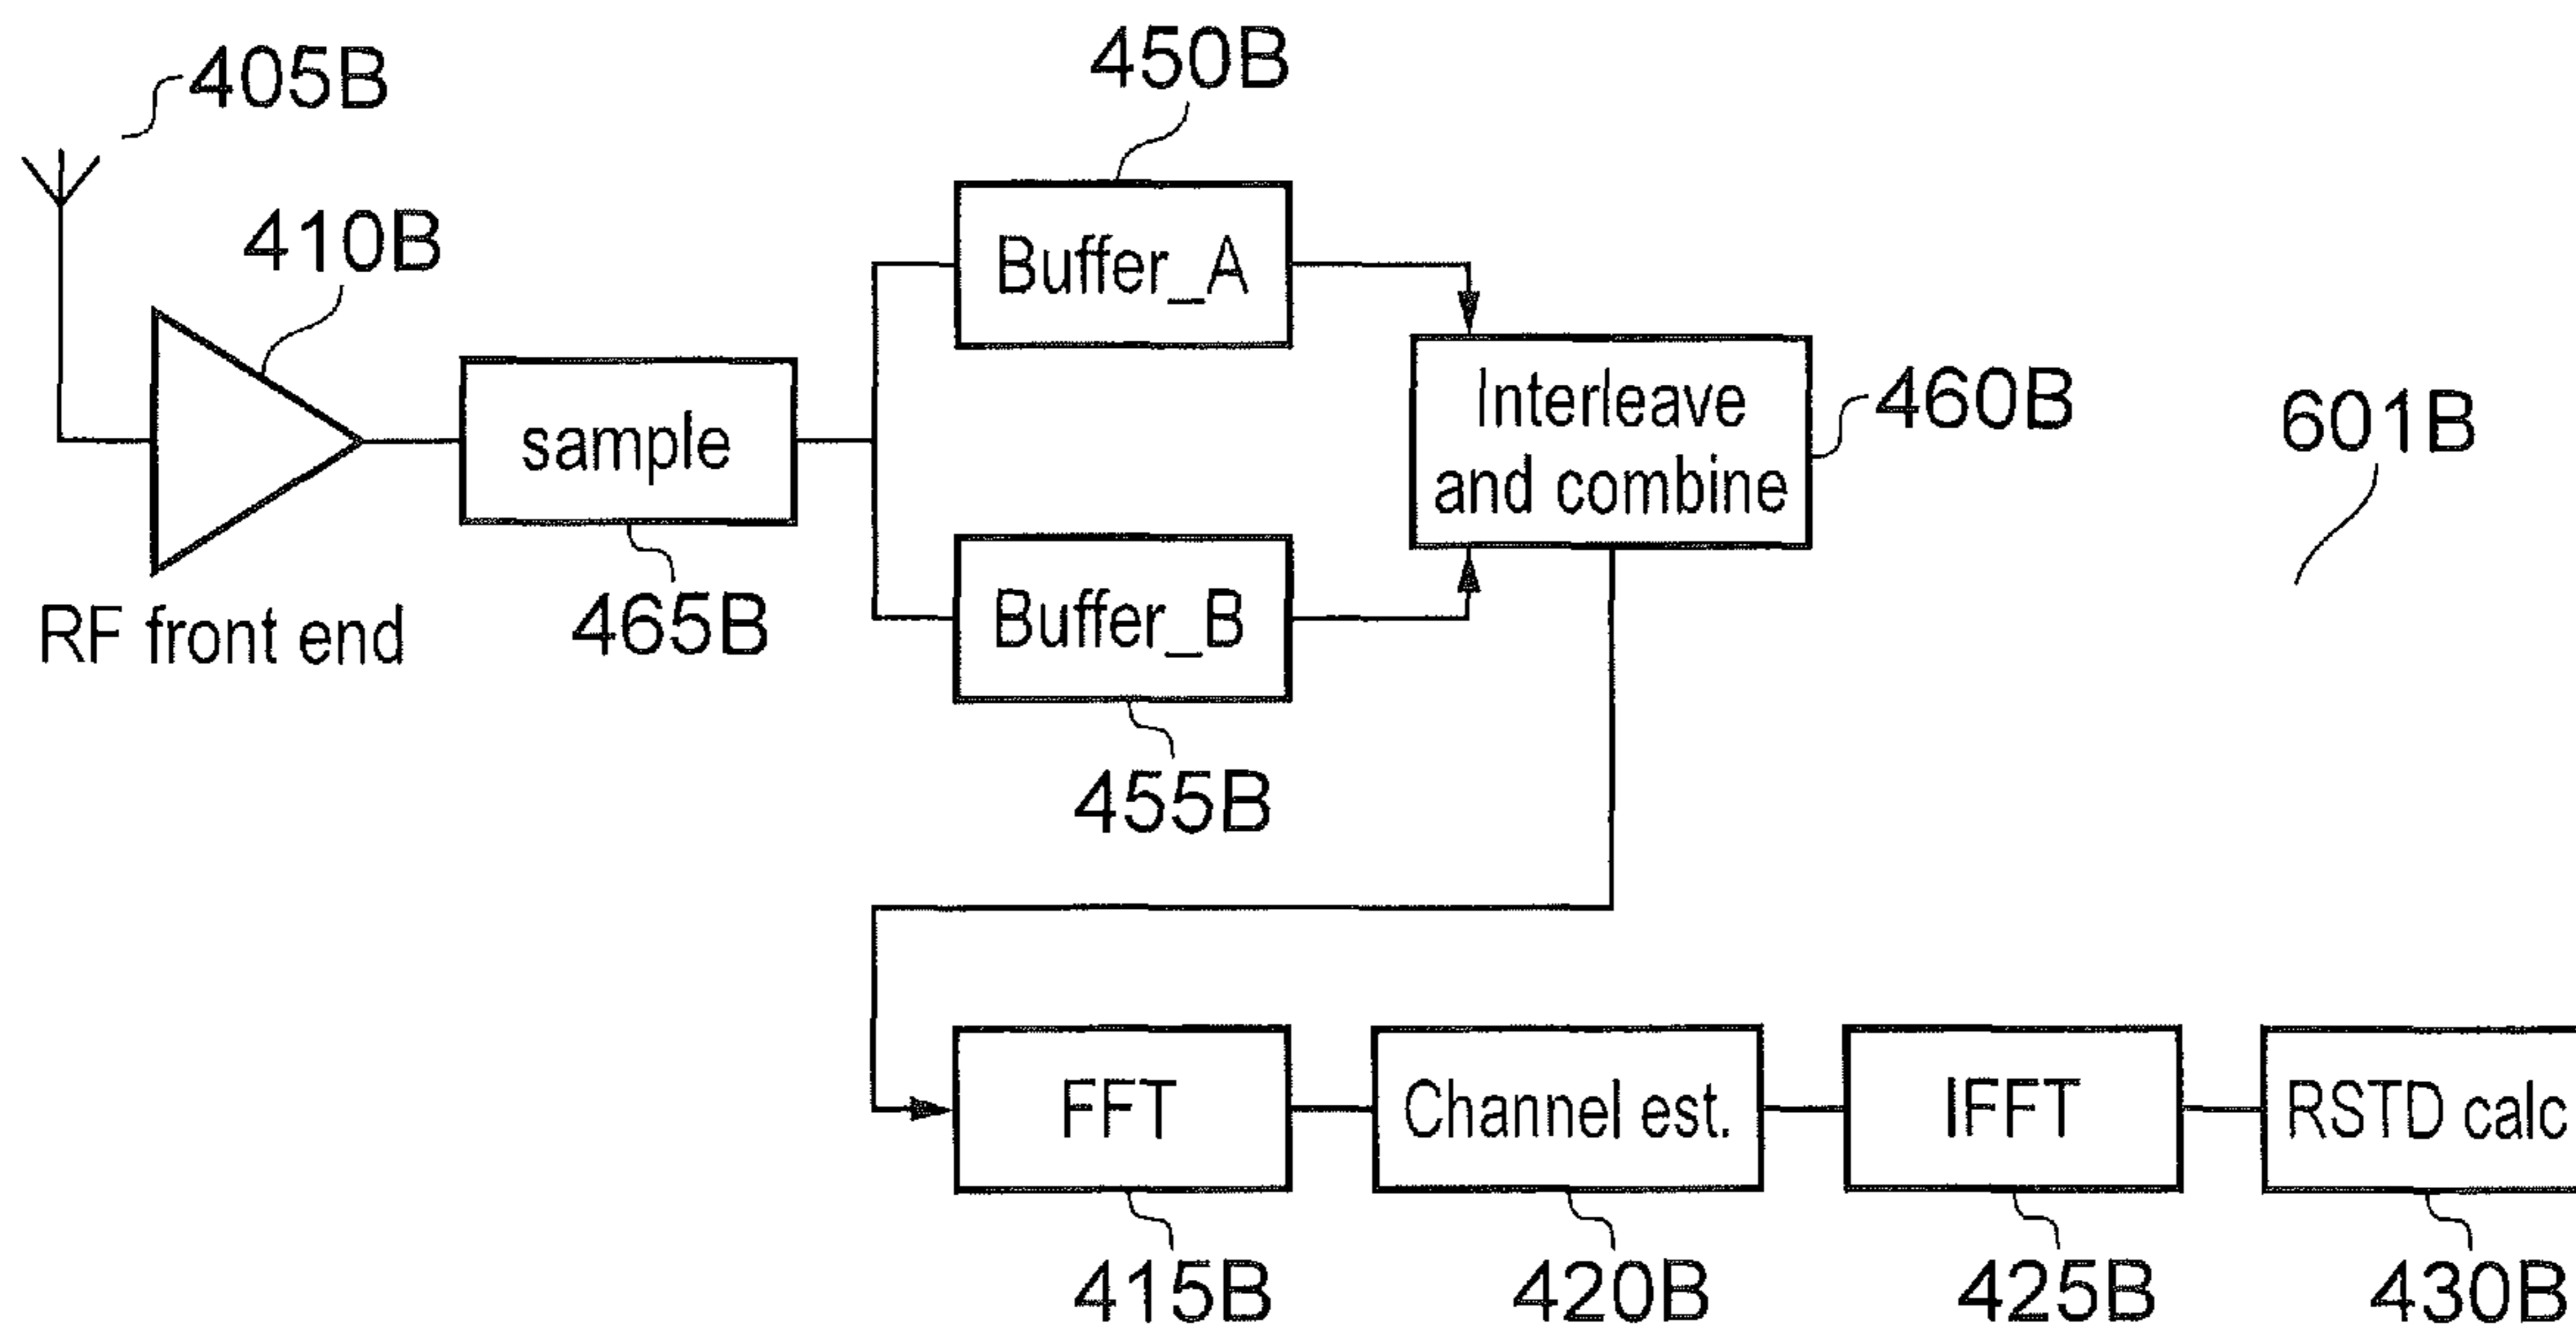 405B
450B
410B
Buffer_A
Interleave
and combine
460B
601B
sample
Buffer_B
465B
RF front end
455B
FFT
Channel est.
IFFT
RSTD calc
415B
420B
425B
430B